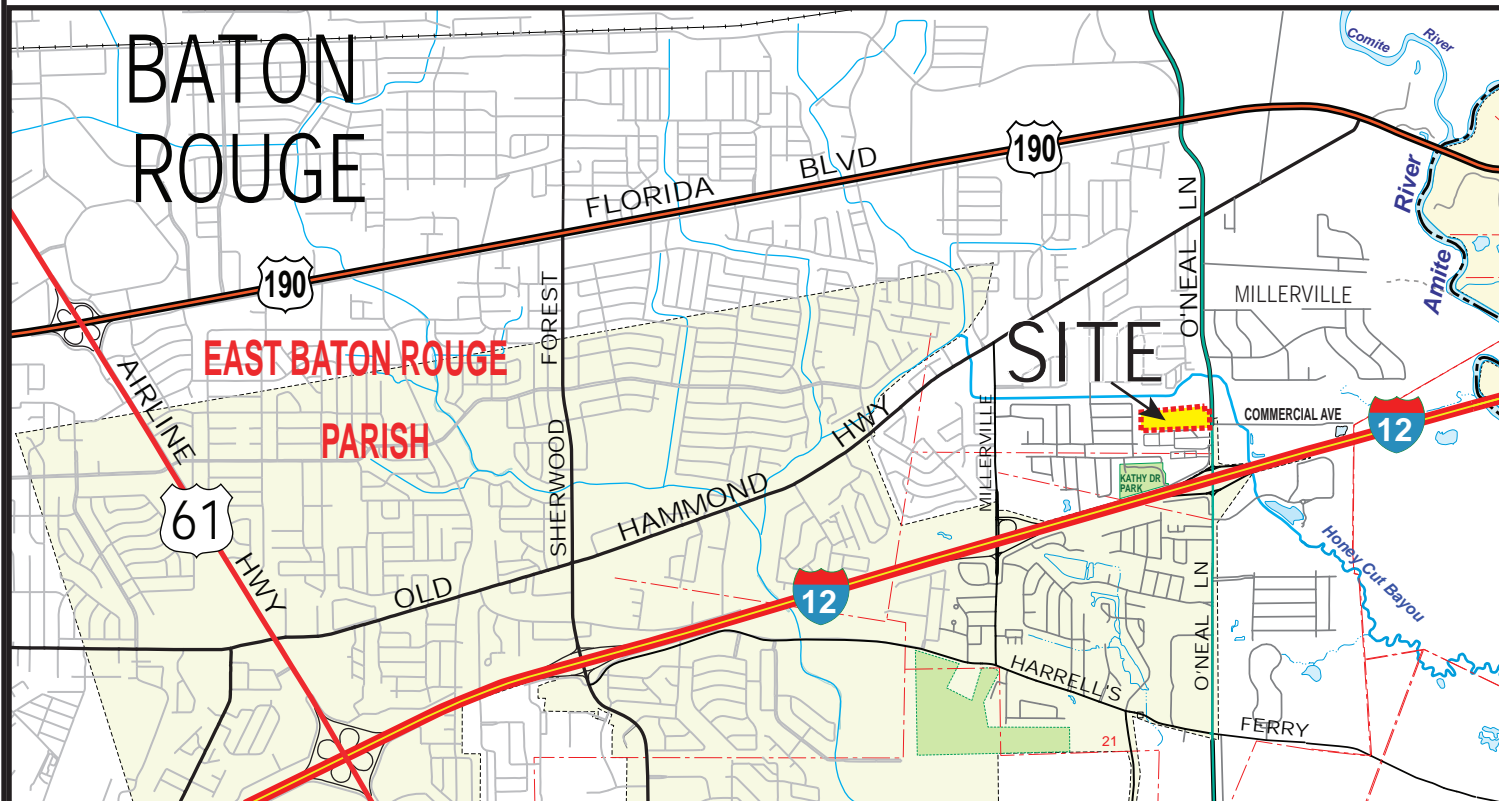 BATON
ROUGE
Comite River
190
FLORIDA BLVD
River
Amite
O'NEAL LN
190
MILLERVILLE
FOREST
SITE
EAST BATON ROUGE
PARISH
AIRLINE
HWY
MILLERVILLE
COMMERCIAL AVE
12
SHERWOOD
KATHY DR
PARK
61
HAMMOND
HWY
OLD
12
Honey Cut Bayou
O'NEAL LN
HARRELL'S
FERRY
21